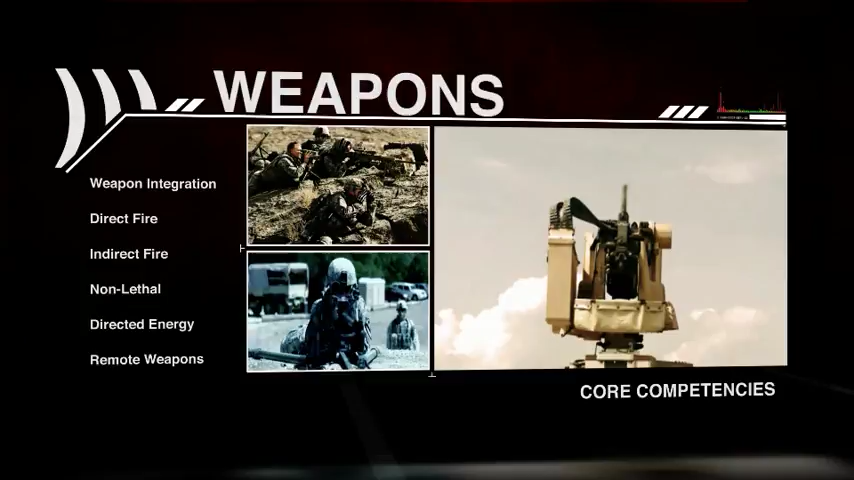 WEAPONS
Weapon Integration
Direct Fire
Indirect Fire
Non-Lethal
Directed Energy
Remote Weapons
CORE COMPETENCIES